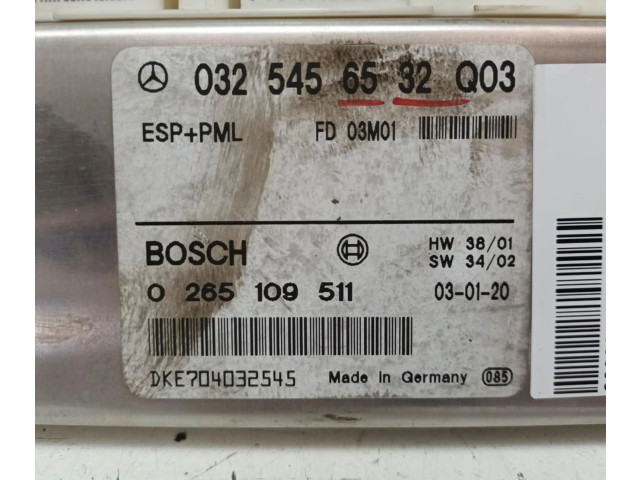 032 545 65 32 Q03
ESP+PML FD 03M01
BOSCH HW 38/01
SW 34/02
0 265 109 511 03-01-20
DKE704032545 Made in Germany 085